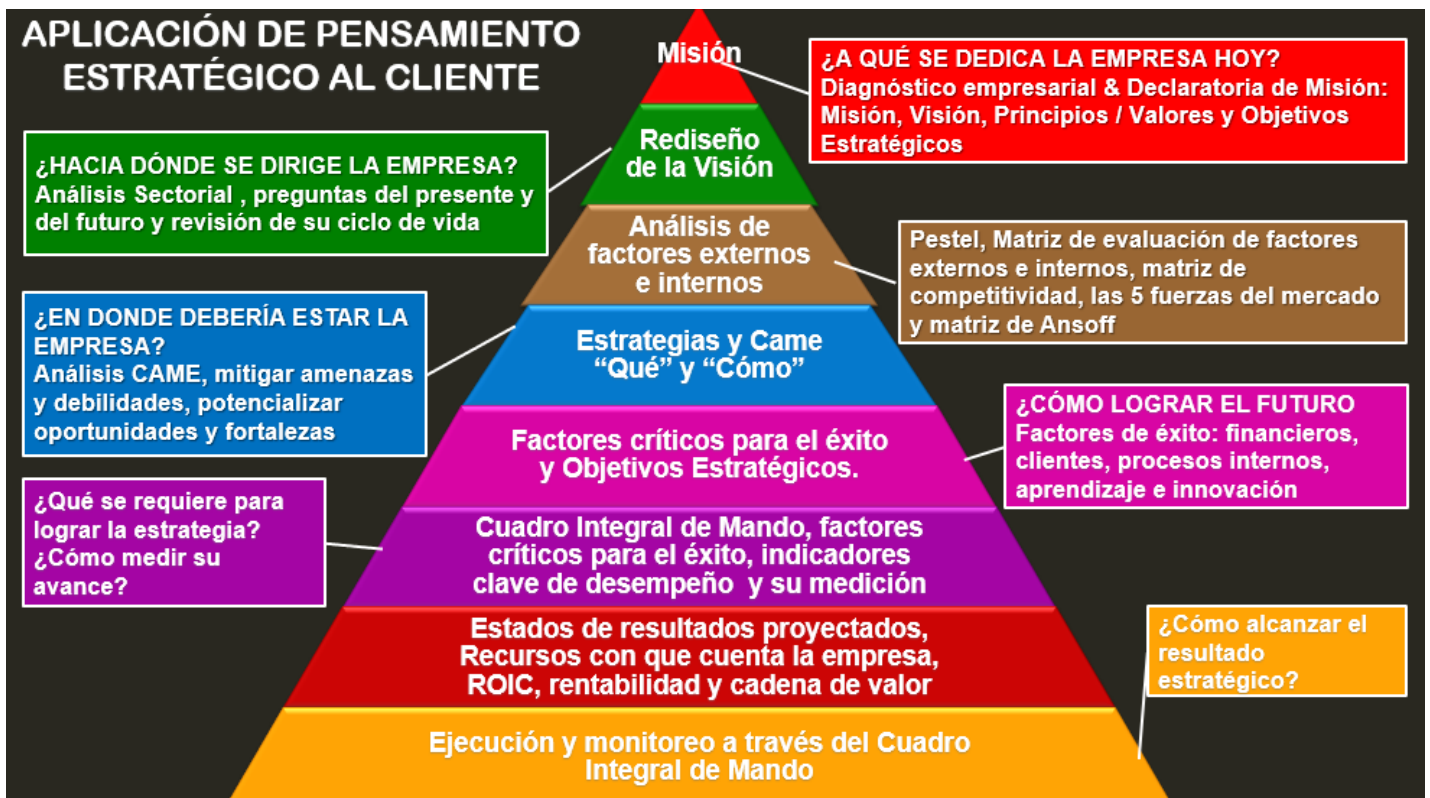 APLICACIÓN DE PENSAMIENTO
ESTRATÉGICO AL CLIENTE
Misión
¿A QUÉ SE DEDICA LA EMPRESA HOY?
Diagnóstico empresarial & Declaratoria de Misión:
Misión, Visión, Principios / Valores y Objetivos
Estratégicos
Rediseño
de la Visión
¿HACIA DÓNDE SE DIRIGE LA EMPRESA?
Análisis Sectorial , preguntas del presente y
del futuro y revisión de su ciclo de vida
Análisis de
factores externos
e internos
Pestel, Matriz de evaluación de factores
externos e internos, matriz de
competitividad, las 5 fuerzas del mercado
y matriz de Ansoff
¿EN DONDE DEBERÍA ESTAR LA
EMPRESA?
Análisis CAME, mitigar amenazas
y debilidades, potencializar
oportunidades y fortalezas
Estrategias y Came
“Qué” y “Cómo”
Factores críticos para el éxito
y Objetivos Estratégicos.
¿CÓMO LOGRAR EL FUTURO
Factores de éxito: financieros,
clientes, procesos internos,
aprendizaje e innovación
¿Qué se requiere para
lograr la estrategia?
¿Cómo medir su
avance?
Cuadro Integral de Mando, factores
críticos para el éxito, indicadores
clave de desempeño y su medición
Estados de resultados proyectados,
Recursos con que cuenta la empresa,
ROIC, rentabilidad y cadena de valor
¿Cómo alcanzar el
resultado
estratégico?
Ejecución y monitoreo a través del Cuadro
Integral de Mando